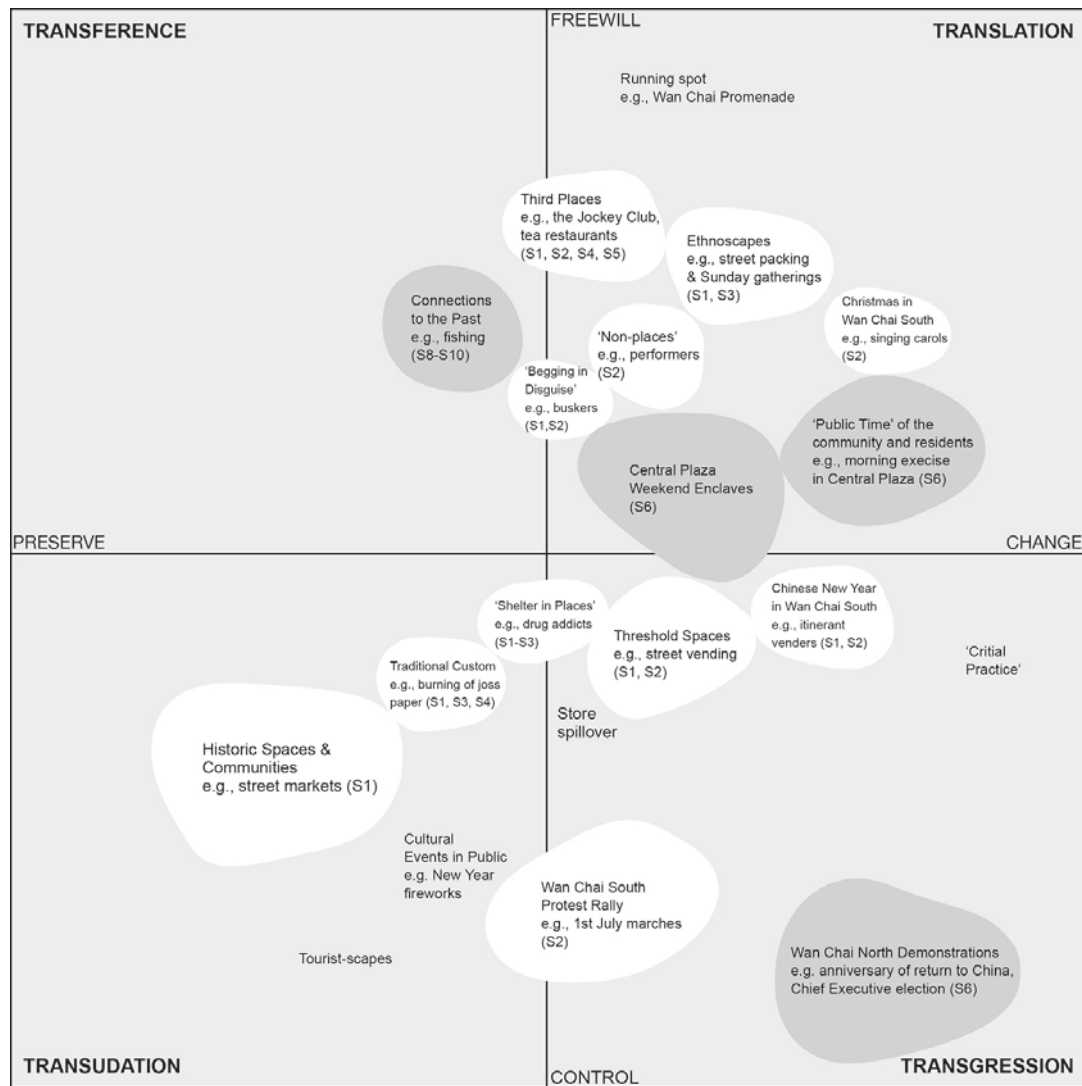 TRANSFERENCE
FREEWILL
TRANSLATION
Running spot
e.g., Wan Chai Promenade
Third Places
e.g., the Jockey Club,
tea restaurants
(S1, S2, S4, S5)
Ethnoscapes
e.g., street packing
& Sunday gatherings
(S1, S3)
Connections
to the Past
e.g., fishing
(S8-S10)
Christmas in
Wan Chai South
e.g., singing carols
(S2)
'Non-places'
e.g., performers
(S2)
'Begging in
Disguise'
e.g., buskers
(S1,S2)
'Public Time' of the
community and residents
e.g., morning execise
in Central Plaza (S6)
Central Plaza
Weekend Enclaves
(S6)
PRESERVE
CHANGE
'Shelter in Places'
e.g., drug addicts
(S1-S3)
Threshold Spaces
e.g., street vending
(S1, S2)
Chinese New Year
in Wan Chai South
e.g., itinerant
venders (S1, S2)
'Critial
Practice'
Traditional Custom
e.g., burning of joss
paper (S1, S3, S4)
Store
spillover
Historic Spaces &
Communities
e.g., street markets (S1)
Cultural
Events in Public
e.g. New Year
fireworks
Wan Chai South
Protest Rally
e.g., 1st July marches
(S2)
Tourist-scapes
Wan Chai North Demonstrations
e.g. anniversary of return to China,
Chief Executive election (S6)
TRANSUDATION
CONTROL
TRANSGRESSION